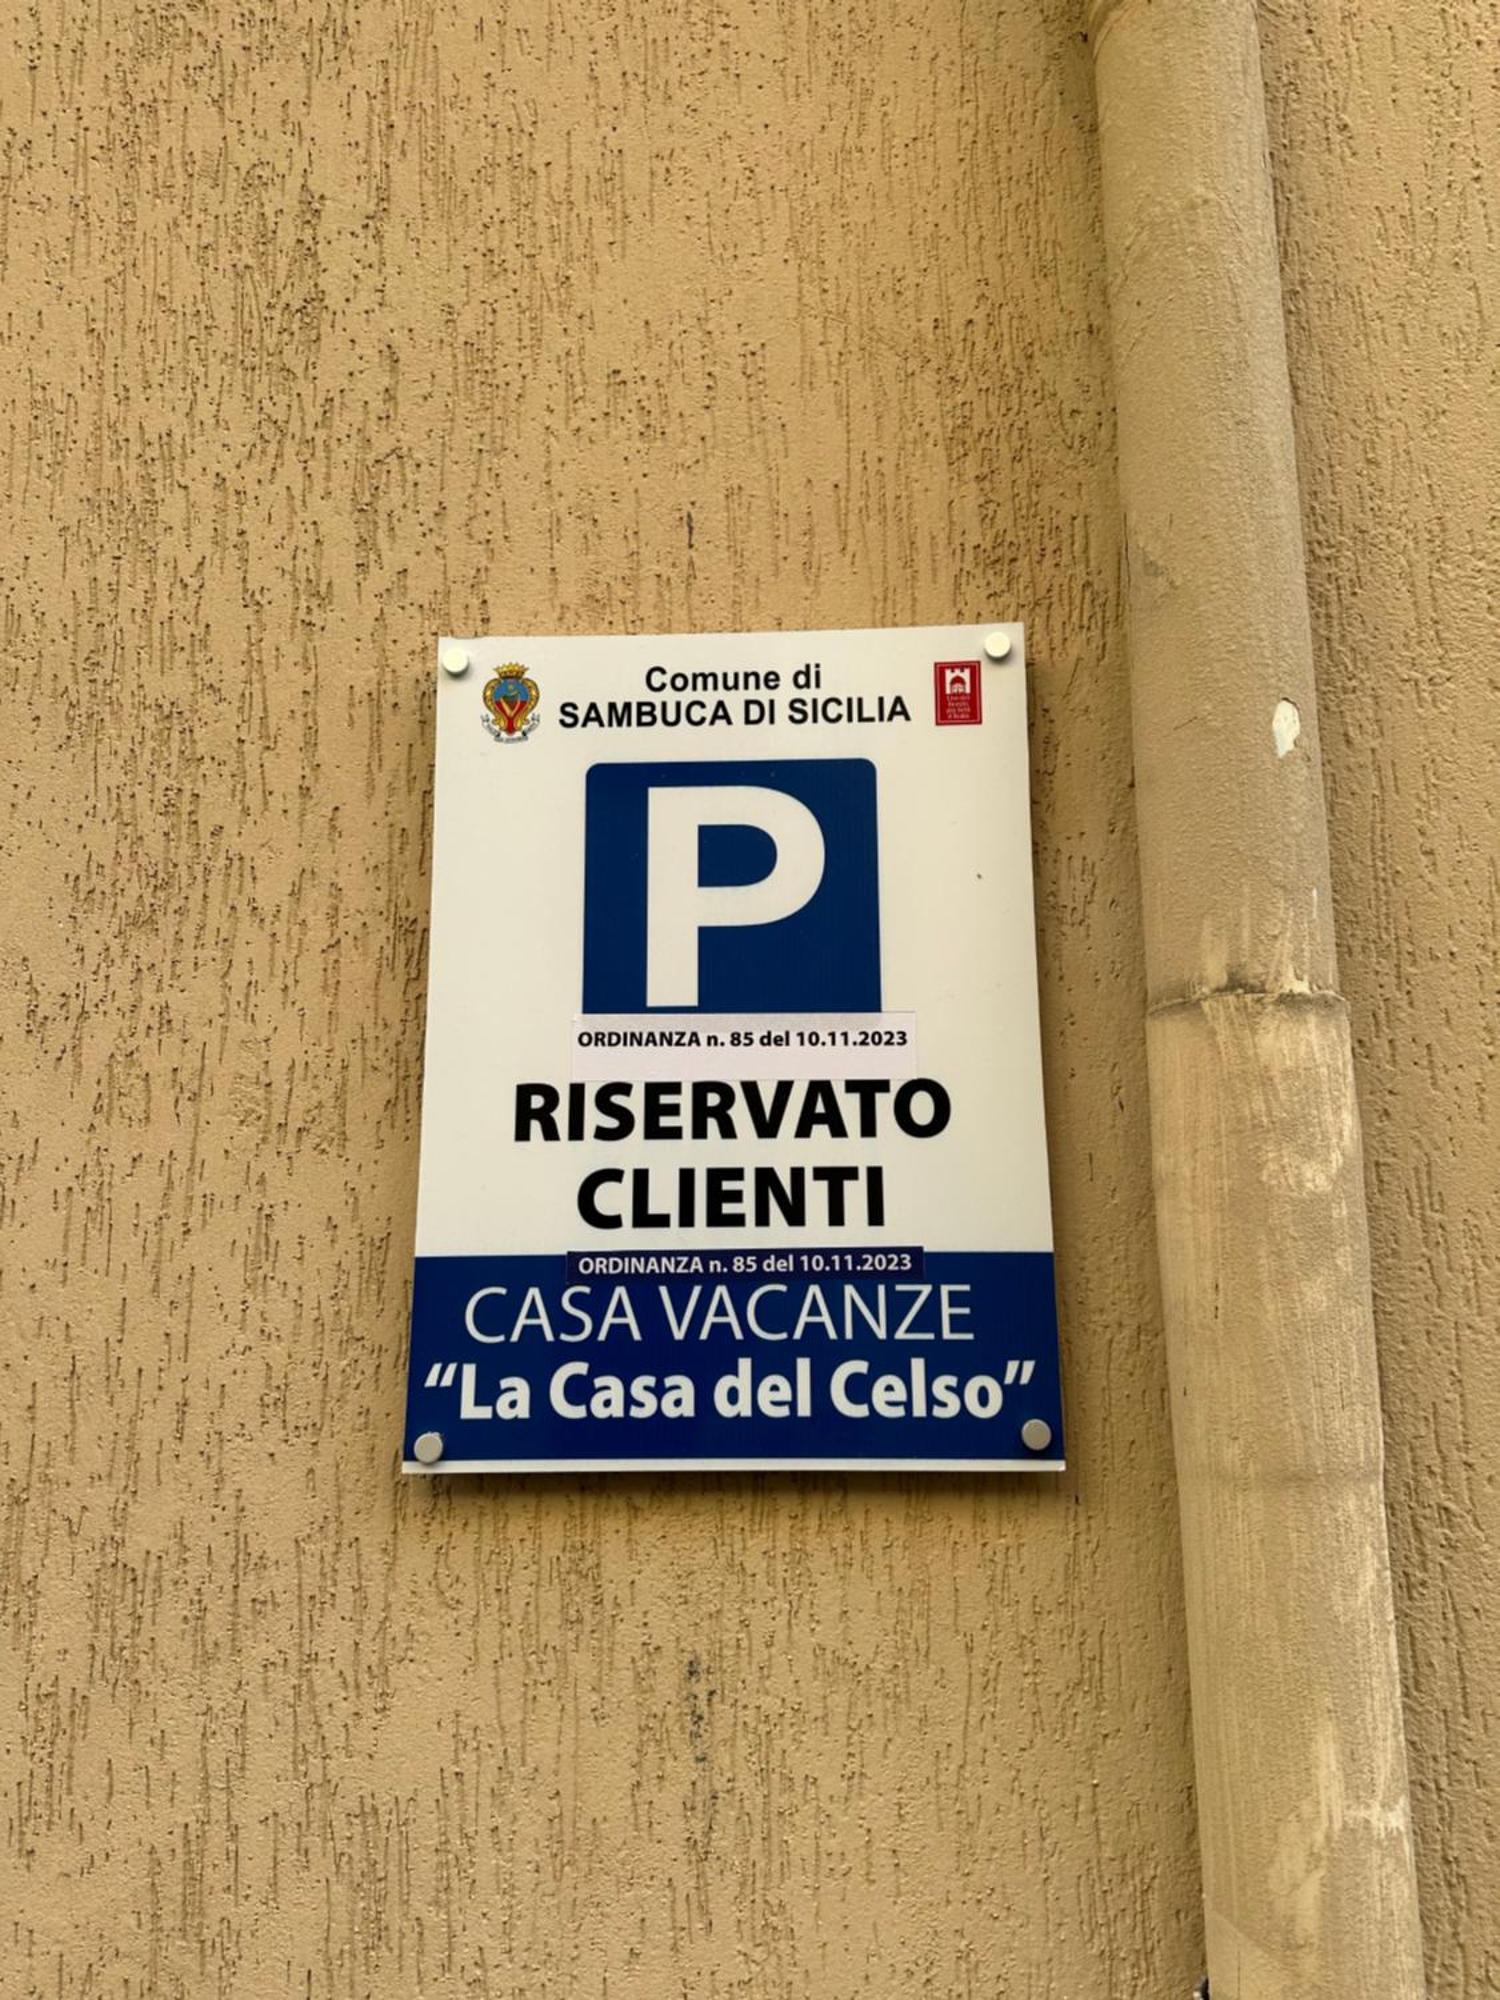 Comune di
SAMBUCA DI SICILIA
P
ORDINANZA n. 85 del 10.11.2023
RISERVATO
CLIENTI
ORDINANZA n. 85 del 10.11.2023
CASA VACANZE
“La Casa del Celso”